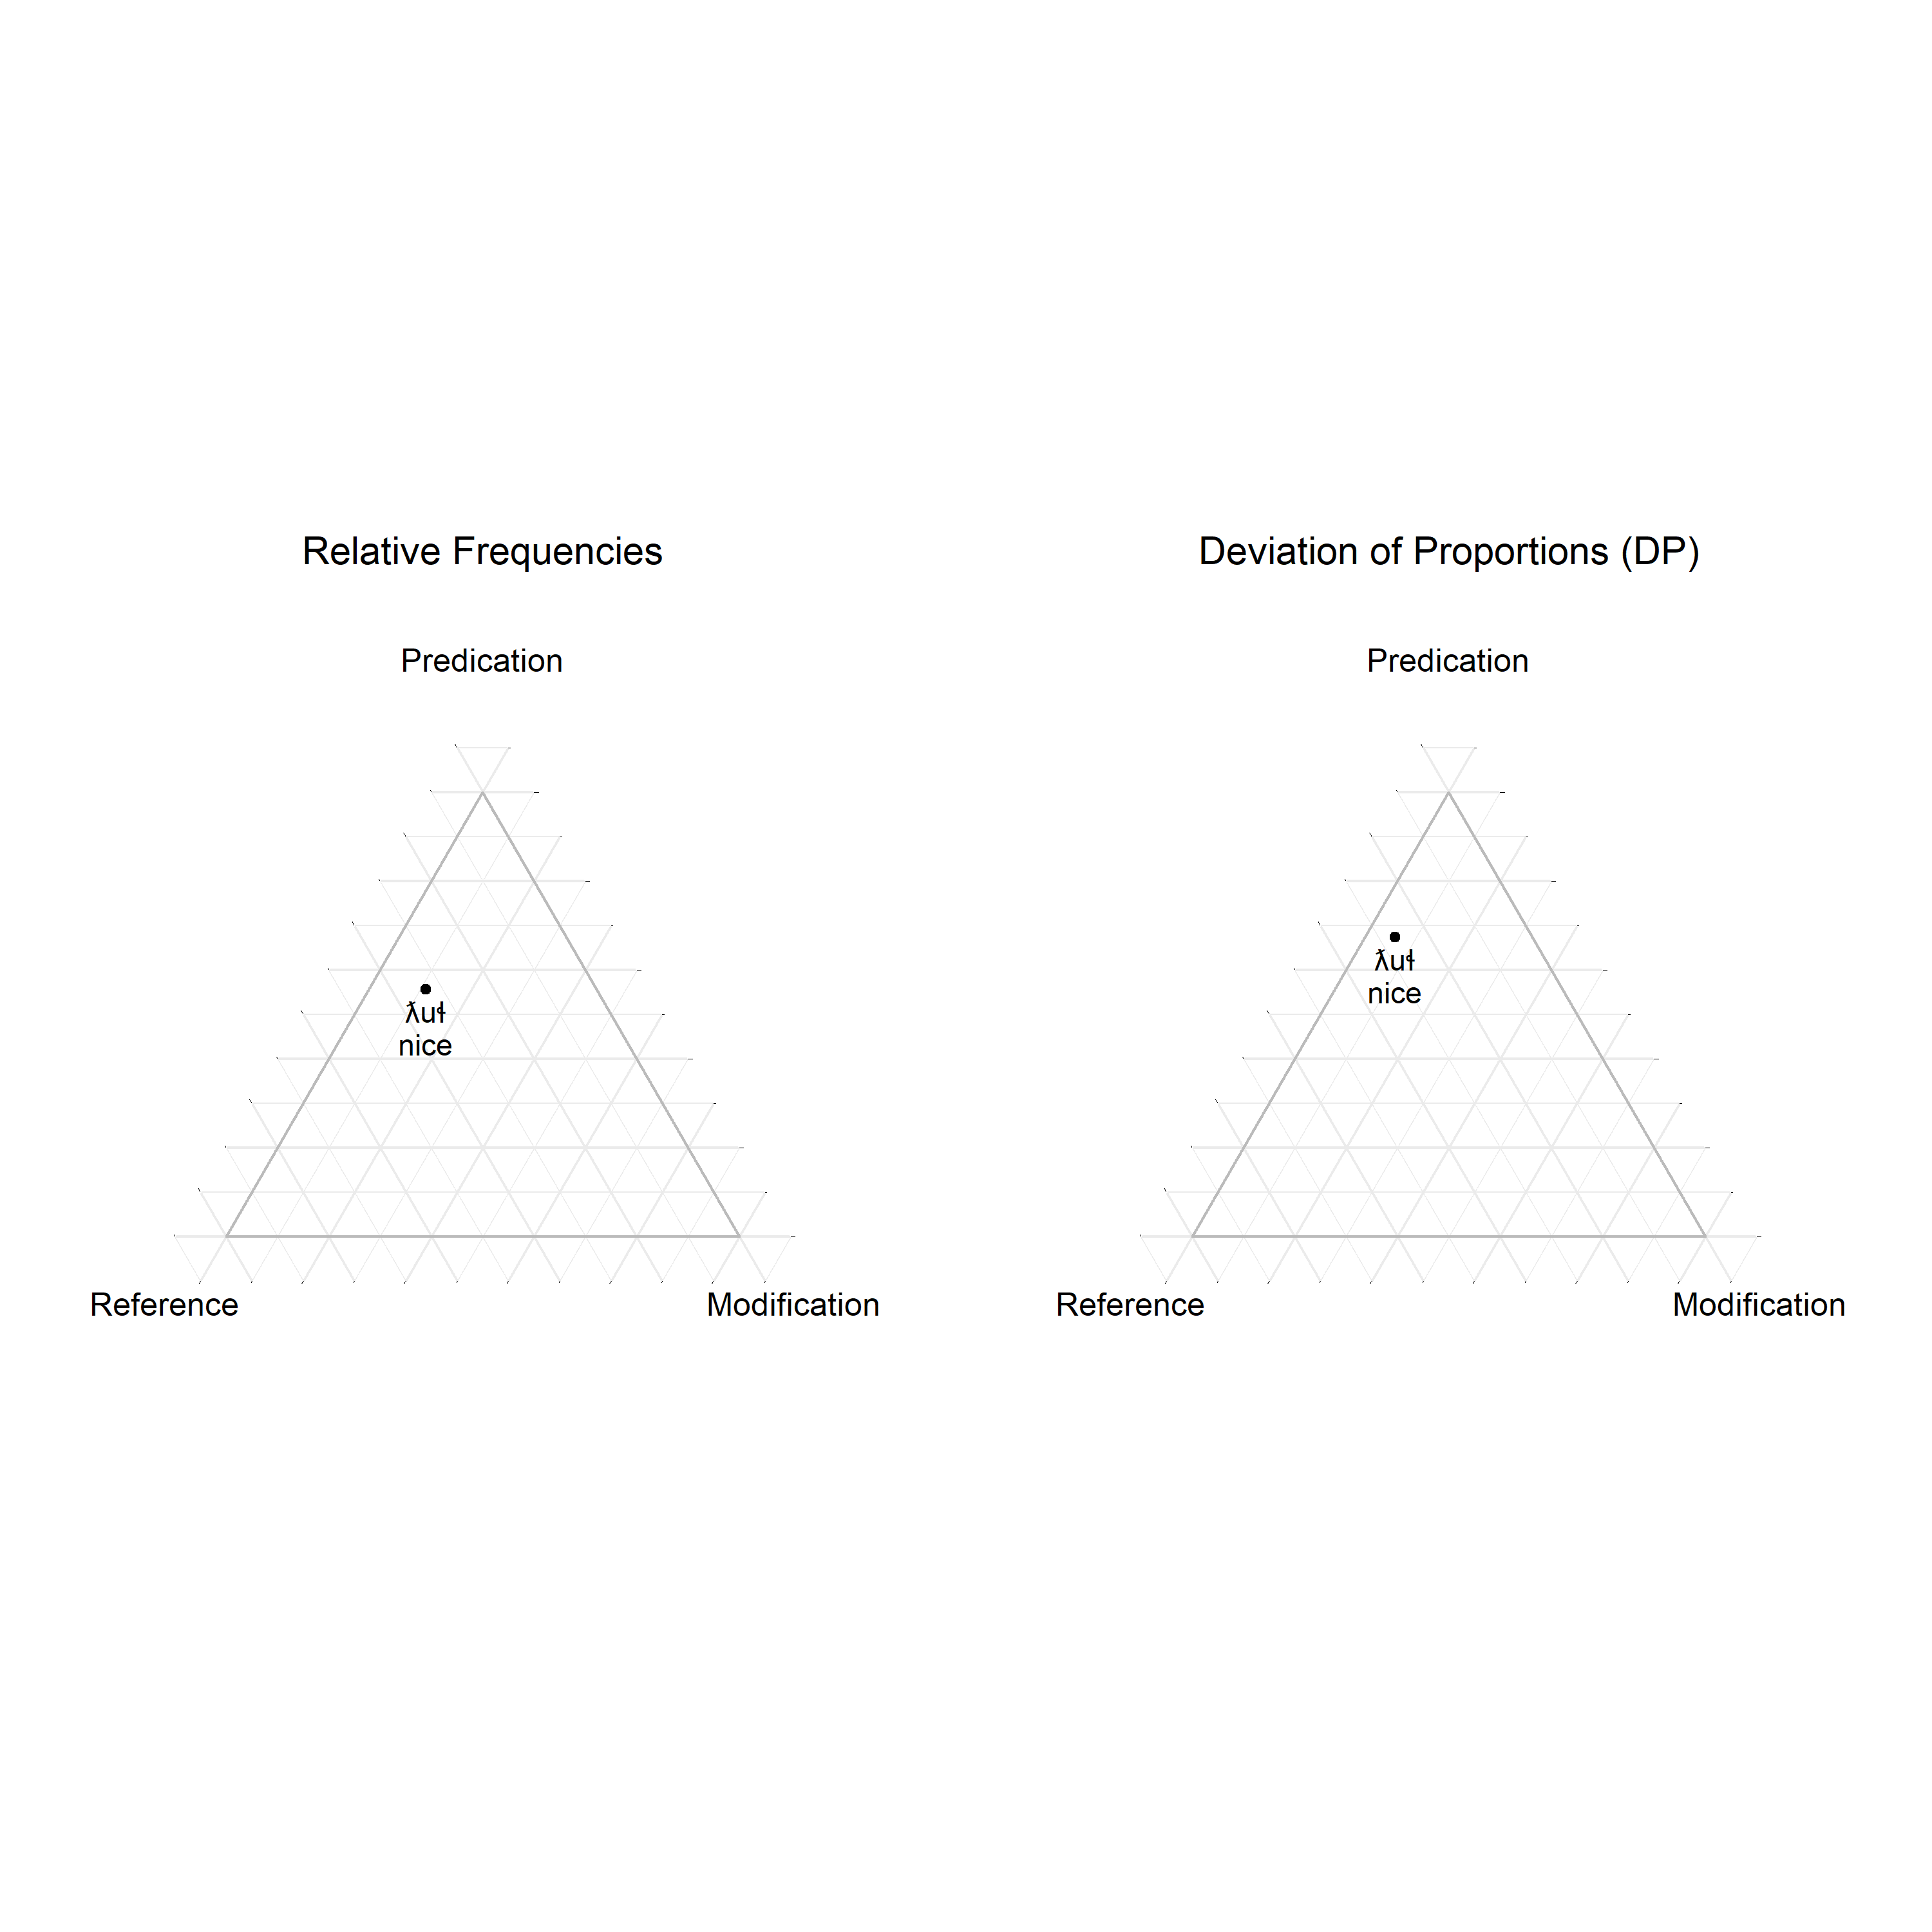 Relative Frequencies
Predication
ƛuɬ
nice
Reference
Modification
Deviation of Proportions (DP)
Predication
ƛuɬ
nice
Reference
Modification